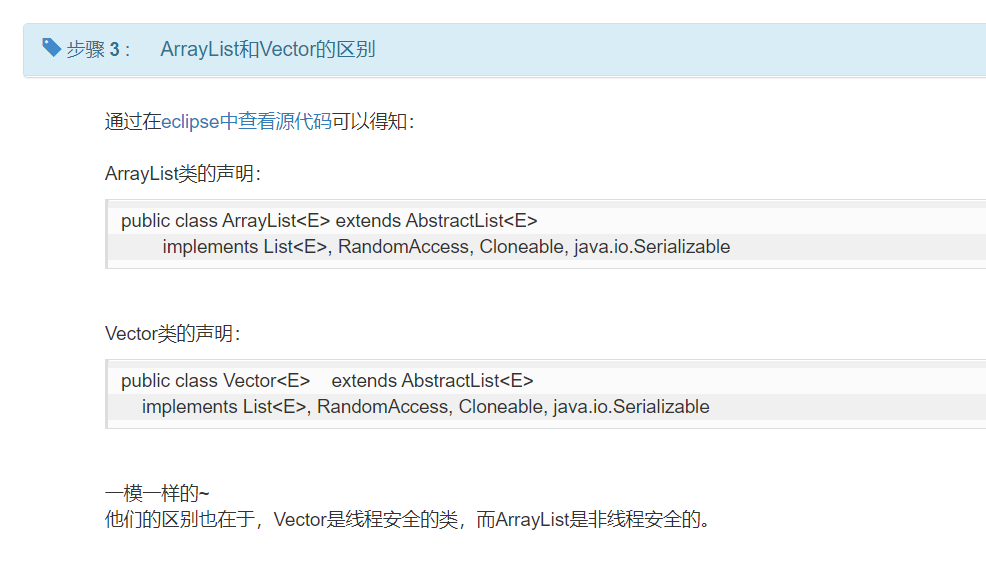 步骤 3 : ArrayList和Vector的区别
通过在eclipse中查看源代码可以得知：
ArrayList类的声明：
public class ArrayList<E> extends AbstractList<E>
implements List<E>, RandomAccess, Cloneable, java.io.Serializable
Vector类的声明：
public class Vector<E> extends AbstractList<E>
implements List<E>, RandomAccess, Cloneable, java.io.Serializable
一模一样的~
他们的区别也在于，Vector是线程安全的类，而ArrayList是非线程安全的。